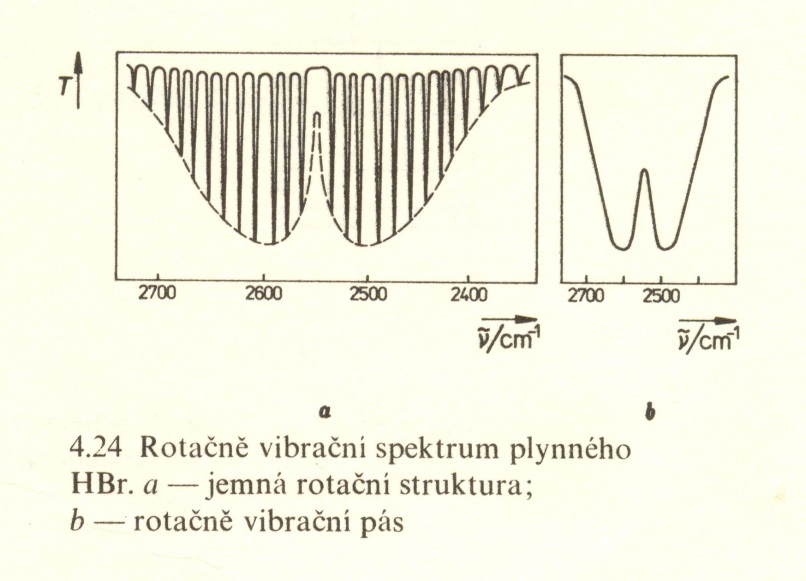 T
2700 2600 2500 2400
ν̃/cm⁻¹
2700 2500
ν̃/cm⁻¹
a b
4.24 Rotačně vibrační spektrum plynného
HBr. a — jemná rotační struktura;
b — rotačně vibrační pás